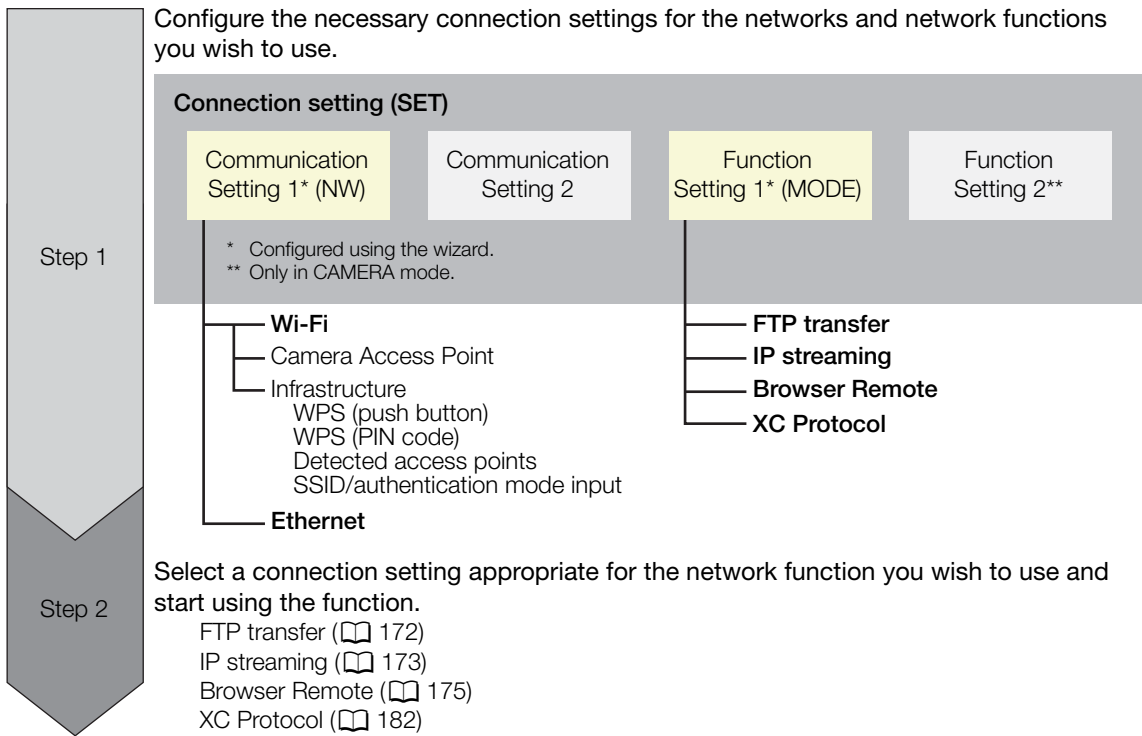 Configure the necessary connection settings for the networks and network functions
you wish to use.
Connection setting (SET)
Communication
Setting 1* (NW)
Communication
Setting 2
Function
Setting 1* (MODE)
Function
Setting 2**
* Configured using the wizard.
** Only in CAMERA mode.
Step 1
Wi-Fi
Camera Access Point
Infrastructure
WPS (push button)
WPS (PIN code)
Detected access points
SSID/authentication mode input
Ethernet
FTP transfer
IP streaming
Browser Remote
XC Protocol
Step 2
Select a connection setting appropriate for the network function you wish to use and
start using the function.
FTP transfer (172)
IP streaming (173)
Browser Remote (175)
XC Protocol (182)